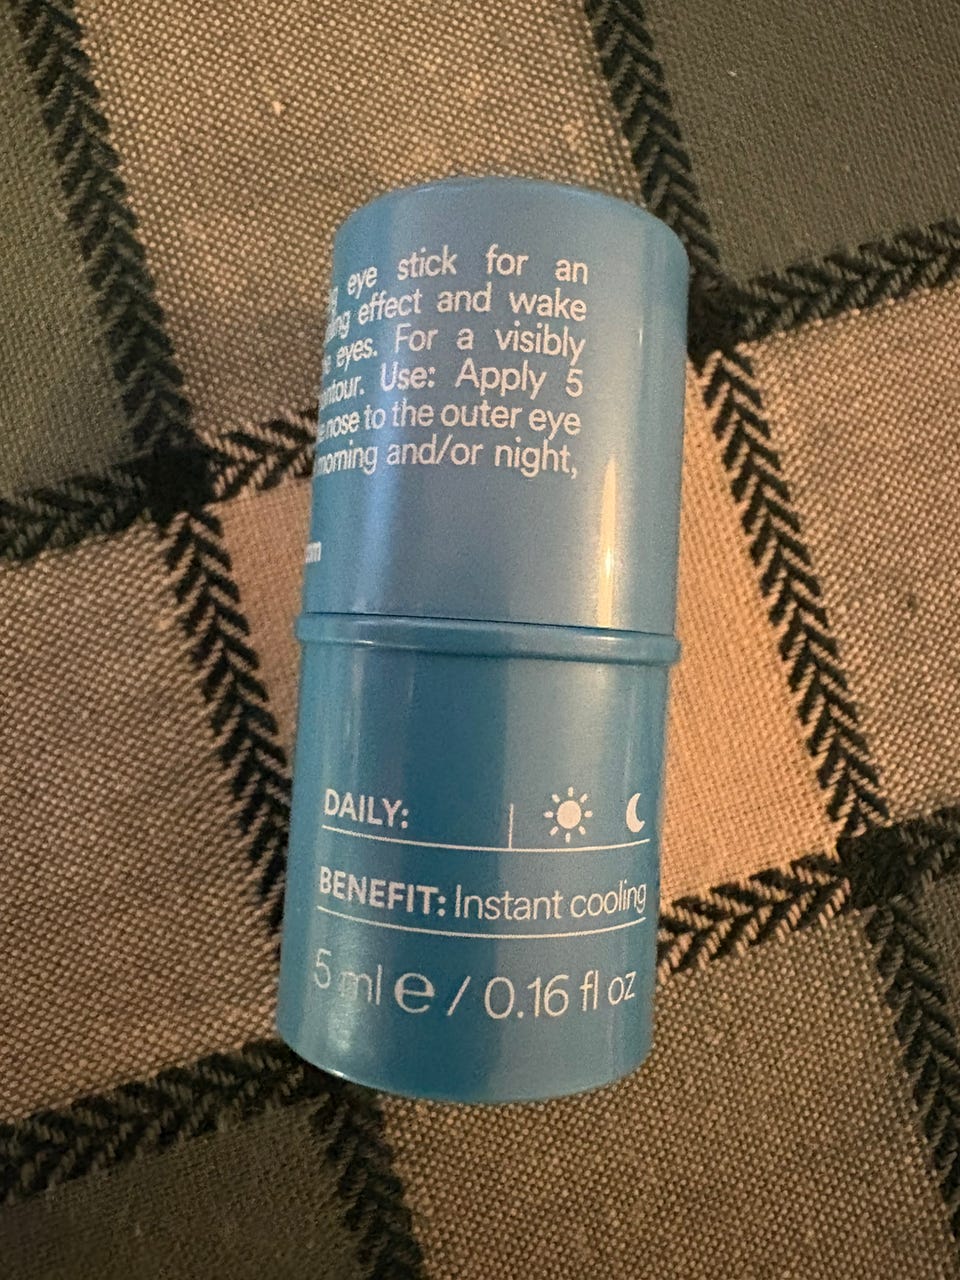 eye stick for an
effect and wake
eyes. For a visibly
Use: Apply 5
nose to the outer eye
morning and/or night,
DAILY:
BENEFIT: Instant cooling
5 ml e / 0.16 fl oz